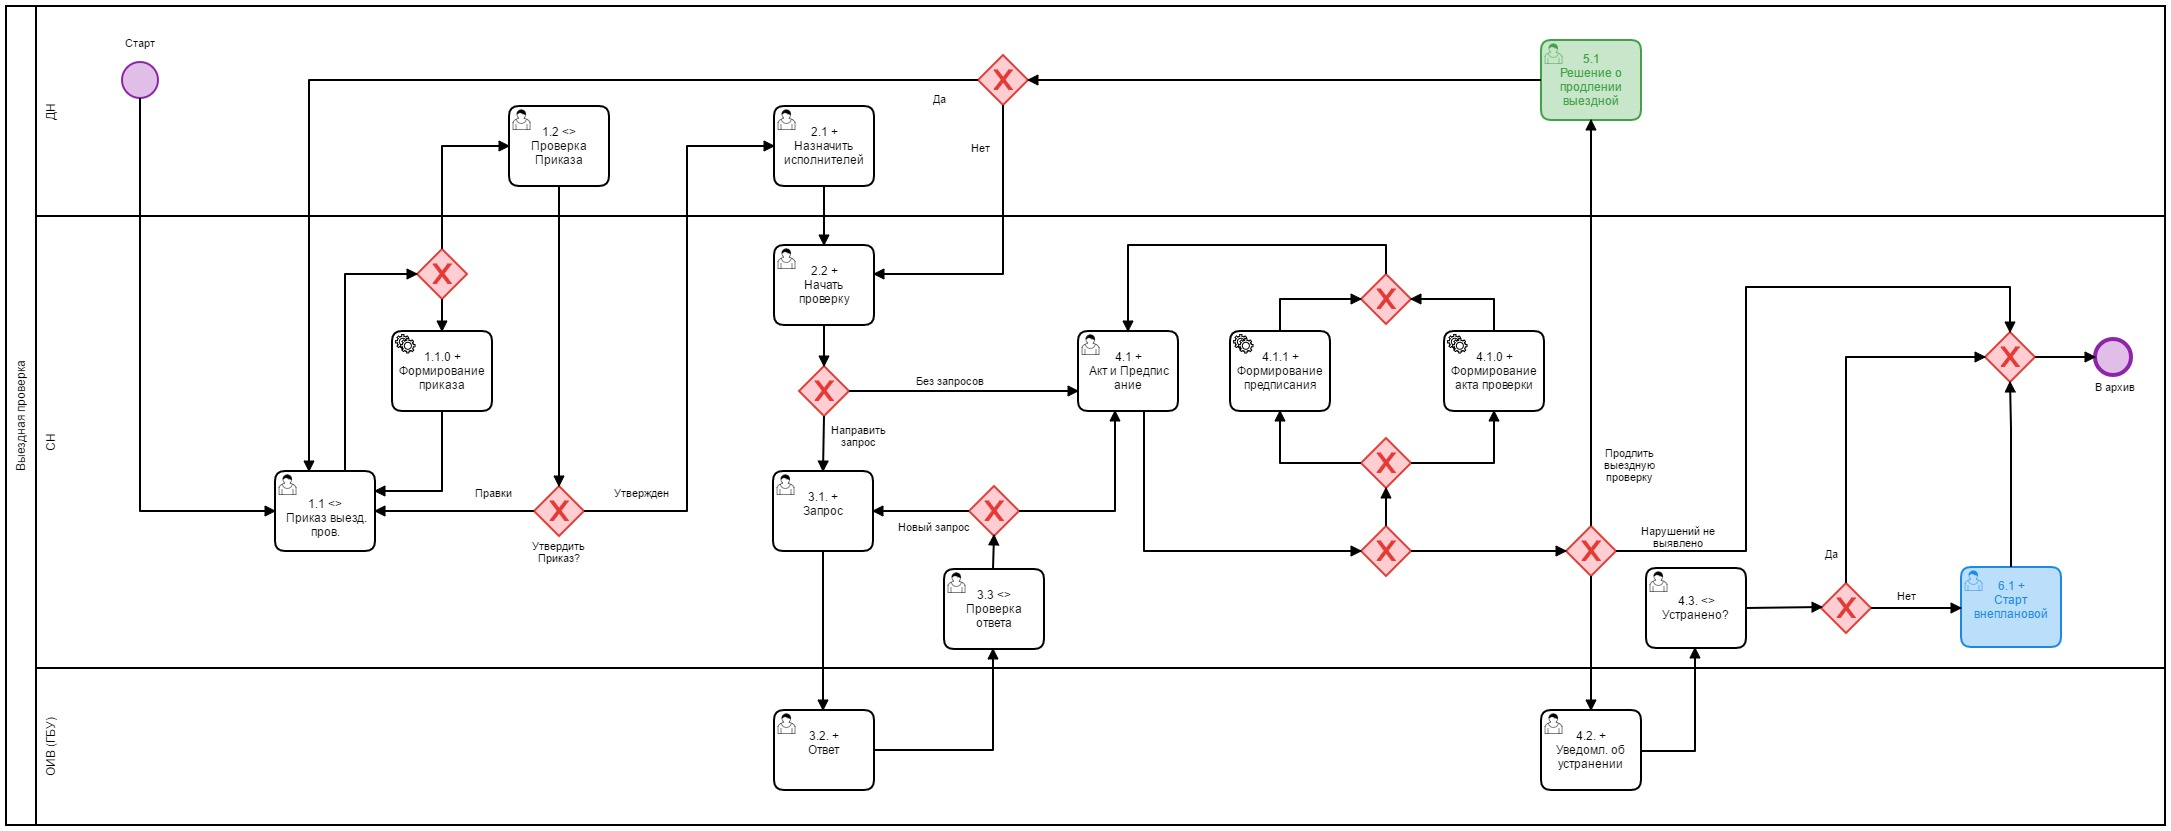 Выездная проверка
ДН
СН
ОИВ (ГБУ)
Старт
1.2 <>
Проверка
Приказа
2.1 +
Назначить
исполнителей
Да
Нет
5.1
Решение о
продлении
выездной
2.2 +
Начать
проверку
1.1.0 +
Формирование
приказа
Без запросов
Направить
запрос
4.1 +
Акт и Предпис
ание
4.1.1 +
Формирование
предписания
4.1.0 +
Формирование
акта проверки
В архив
1.1 <>
Приказ выезд.
пров.
Правки
Утвержден
Утвердить
Приказ?
3.1. +
Запрос
Новый запрос
Продлить
выездную
проверку
Нарушений не
выявлено
3.3 <>
Проверка
ответа
4.3. <>
Устранено?
Да
Нет
6.1 +
Старт
внеплановой
3.2. +
Ответ
4.2. +
Уведомл. об
устранении